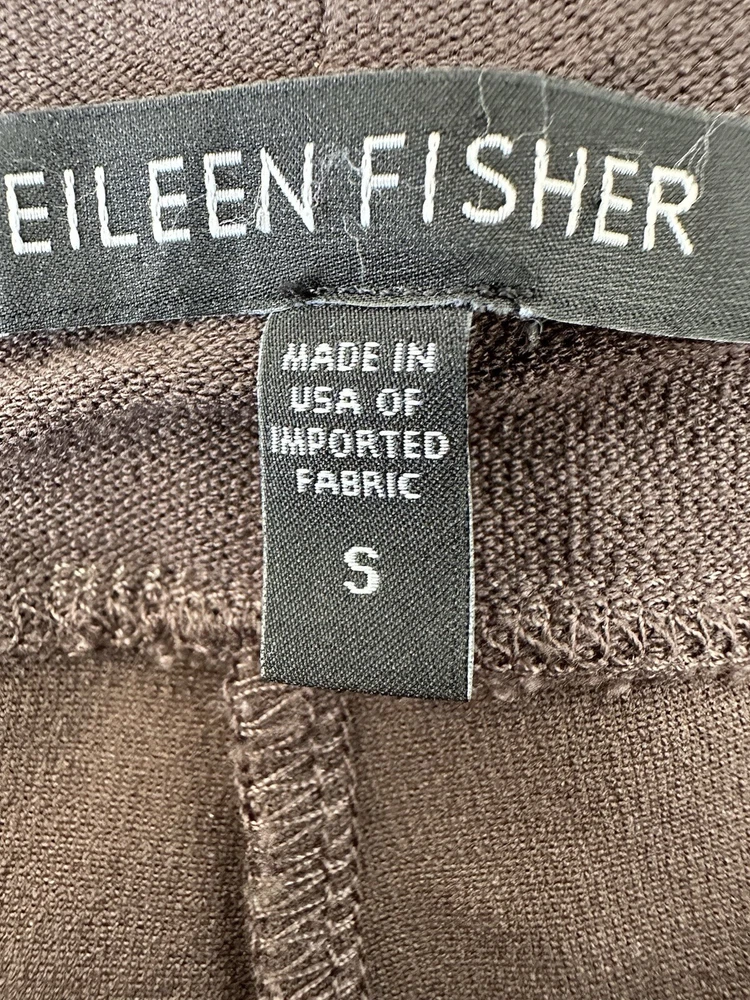 EILEEN FISHER
MADE IN
USA OF
IMPORTED
FABRIC
S